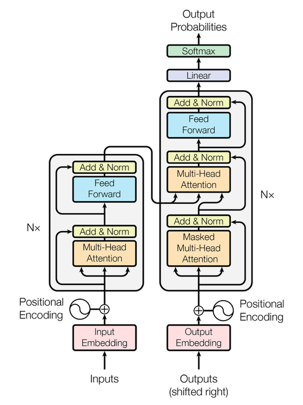 Output
Probabilities
Softmax
Linear
Add & Norm
Feed
Forward
Add & Norm
Multi-Head
Attention
Add & Norm
Masked Multi-Head
Attention
Nx
Add & Norm
Feed
Forward
Add & Norm
Multi-Head
Attention
Nx
Positional
Encoding
Input
Embedding
Inputs
Output
Embedding
Positional
Encoding
Outputs
(shifted right)